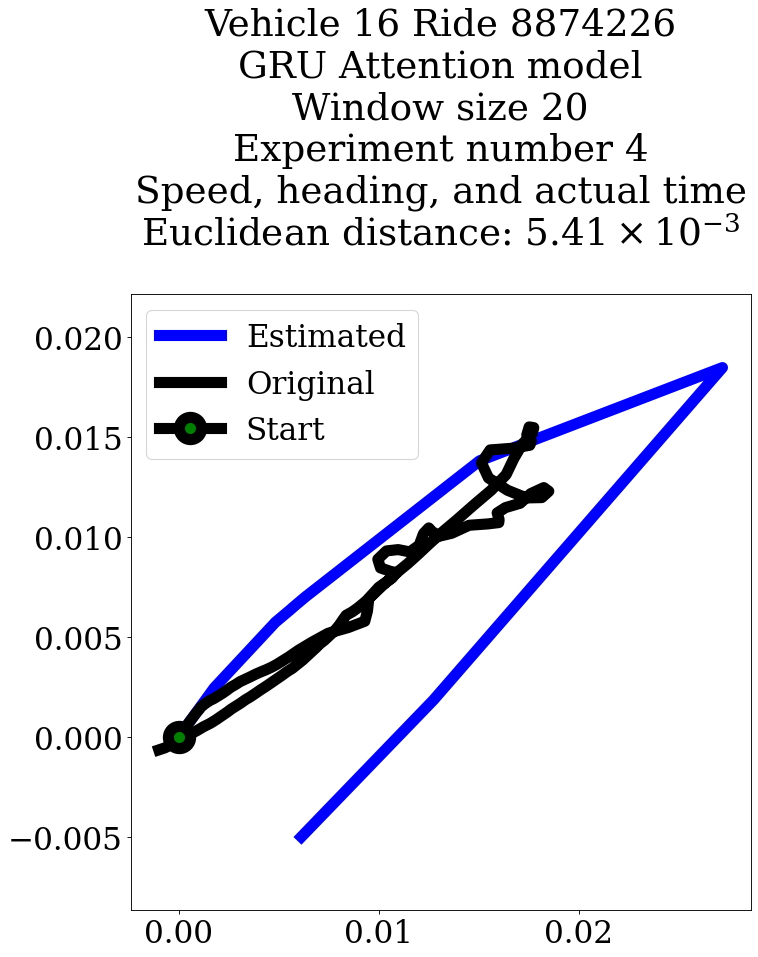 Vehicle 16 Ride 8874226
GRU Attention model
Window size 20
Experiment number 4
Speed, heading, and actual time
Euclidean distance: 5.41 × 10⁻³
Estimated
Original
Start
0.020
0.015
0.010
0.005
0.000
−0.005
0.00
0.01
0.02